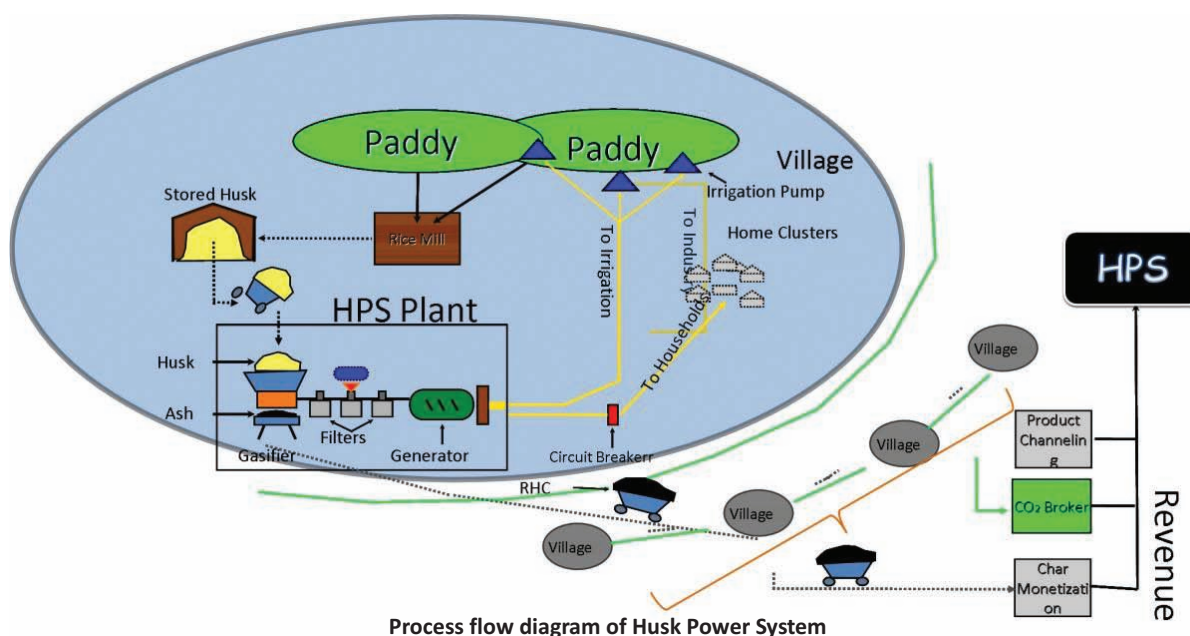 Paddy
Paddy
Village
Stored Husk
Irrigation Pump
Rice Mill
To Irrigation
To Industry
Home Clusters
HPS
HPS Plant
To Households
Husk
Village
Ash
Filters
Gasifier
Generator
Circuit Breakerr
Village
Product
Channelin
g
RHC
CO₂ Broker
Village
Village
Revenue
Char
Monetizati
on
Process flow diagram of Husk Power System